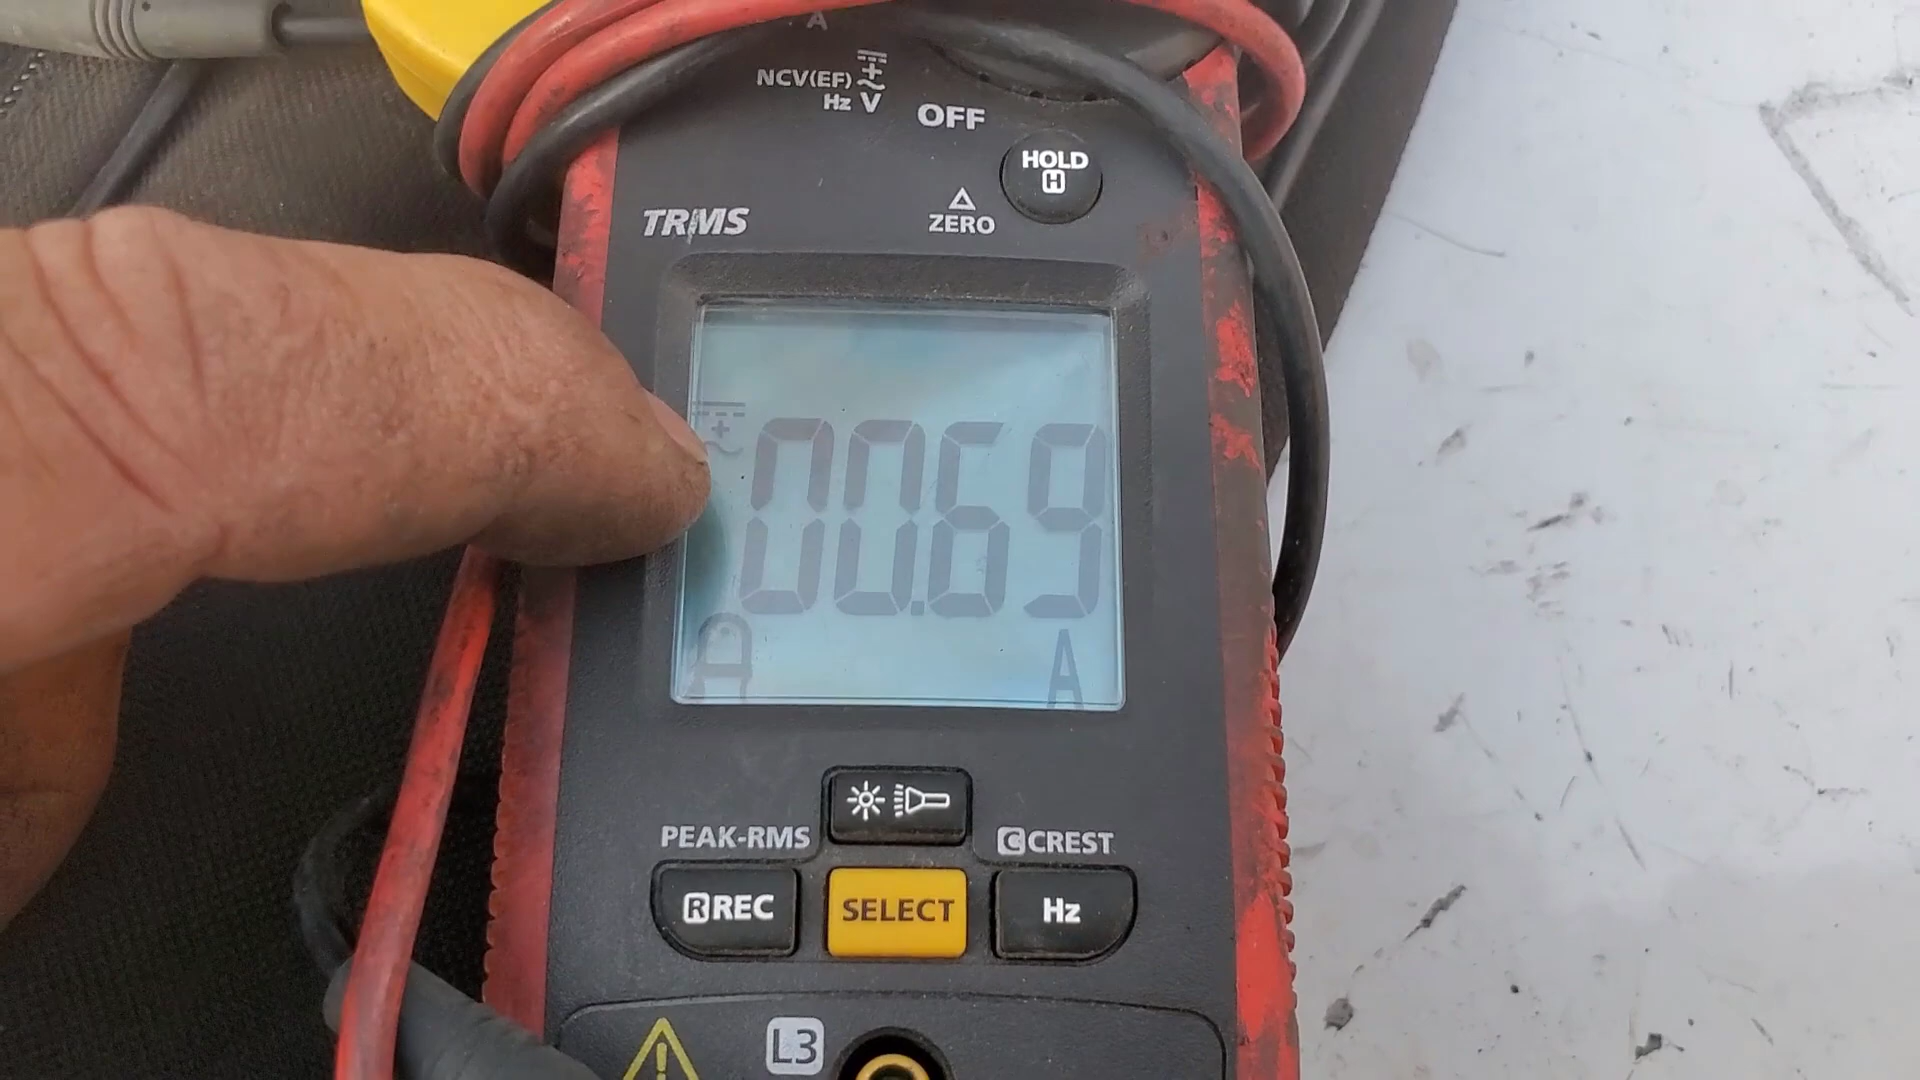 A
NCV(EF)
Hz V
OFF
HOLD
H
ZERO
TRMS
00.69
A
A
PEAK-RMS
C CREST
R REC
SELECT
Hz
L3